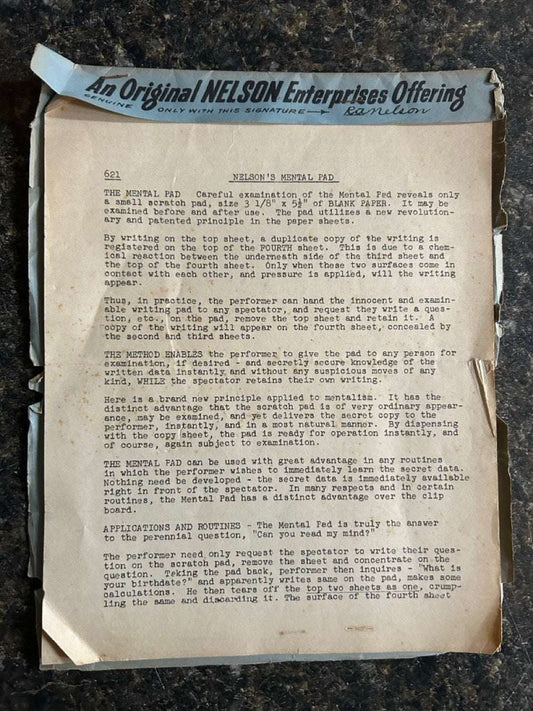 An Original NELSON Enterprises Offering
GENUINE ONLY WITH THIS SIGNATURE → R.A. Nelson
621 NELSON'S MENTAL PAD
THE MENTAL PAD Careful examination of the Mental Pad reveals only
a small scratch pad, size 3 1/8" x 5½" of BLANK PAPER. It may be
examined before and after use. The pad utilizes a new revolution-
ary and patented principle in the paper sheets.
By writing on the top sheet, a duplicate copy of the writing is
registered on the top of the FOURTH sheet. This is due to a chem-
ical reaction between the underneath side of the third sheet and
the top of the fourth sheet. Only when these two surfaces come in
contact with each other, and pressure is applied, will the writing
appear.
Thus, in practice, the performer can hand the innocent and examin-
able writing pad to any spectator, and request they write a ques-
tion, etc., on the pad, remove the top sheet and retain it. A
copy of the writing will appear on the fourth sheet, concealed by
the second and third sheets.
THE METHOD ENABLES the performer to give the pad to any person for
examination, if desired - and secretly secure knowledge of the
written data instantly and without any suspicious moves of any
kind, WHILE the spectator retains their own writing.
Here is a brand new principle applied to mentalism. It has the
distinct advantage that the scratch pad is of very ordinary appear-
ance, may be examined, and yet delivers the secret copy to the
performer, instantly, and in a most natural manner. By dispensing
with the copy sheet, the pad is ready for operation instantly, and
of course, again subject to examination.
THE MENTAL PAD can be used with great advantage in any routines
in which the performer wishes to immediately learn the secret data.
Nothing need be developed - the secret data is immediately available
right in front of the spectator. In many respects and in certain
routines, the Mental Pad has a distinct advantage over the clip
board.
APPLICATIONS AND ROUTINES - The Mental Pad is truly the answer
to the perennial question, "Can you read my mind?"
The performer need only request the spectator to write their ques-
tion on the scratch pad, remove the sheet and concentrate on the
question. Teking the pad back, performer then inquires - "What is
your birthdate?" and apparently writes same on the pad, makes some
calculations. He then tears off the top two sheets as one, crump-
ling the same and discarding it. The surface of the fourth sheet